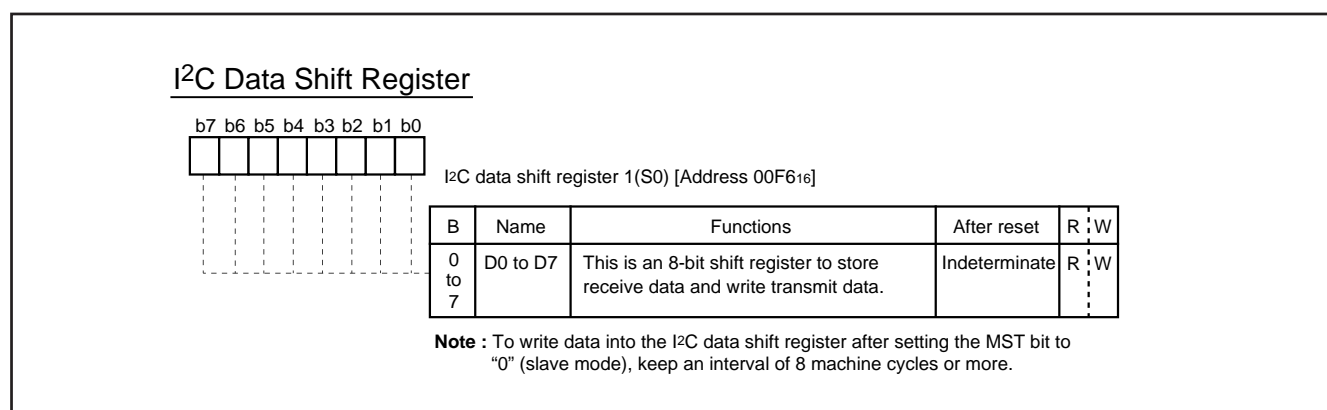 I2C Data Shift Register
b7 b6 b5 b4 b3 b2 b1 b0
I2C data shift register 1(S0) [Address 00F616]
B Name Functions After reset R W
0 to 7 D0 to D7 This is an 8-bit shift register to store Indeterminate R W
receive data and write transmit data.
Note : To write data into the I2C data shift register after setting the MST bit to
“0” (slave mode), keep an interval of 8 machine cycles or more.